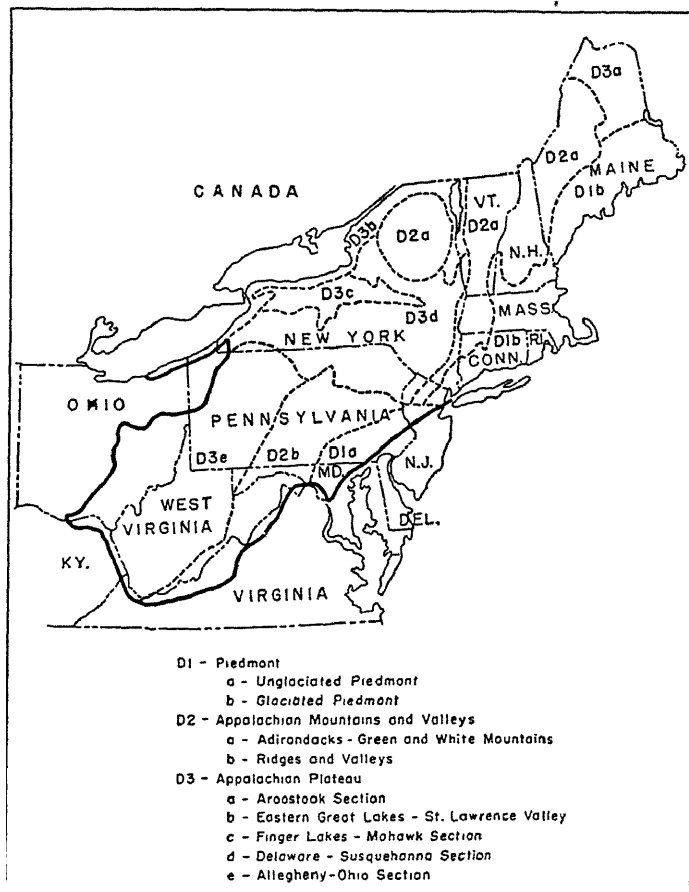 D3a
D2a
MAINE
D1b
CANADA
VT.
D2a
D3b
D2a
N.H.
D3c
D3d
MASS
NEW YORK
D1b
R.I.
CONN.
OHIO
PENNSYLVANIA
D3e
D2b
D1a
MD.
N.J.
WEST
VIRGINIA
DEL.
KY.
VIRGINIA
D1 - Piedmont
a - Unglaciated Piedmont
b - Glaciated Piedmont
D2 - Appalachian Mountains and Valleys
a - Adirondacks - Green and White Mountains
b - Ridges and Valleys
D3 - Appalachian Plateau
a - Aroostook Section
b - Eastern Great Lakes - St. Lawrence Valley
c - Finger Lakes - Mohawk Section
d - Delaware - Susquehanna Section
e - Allegheny-Ohio Section